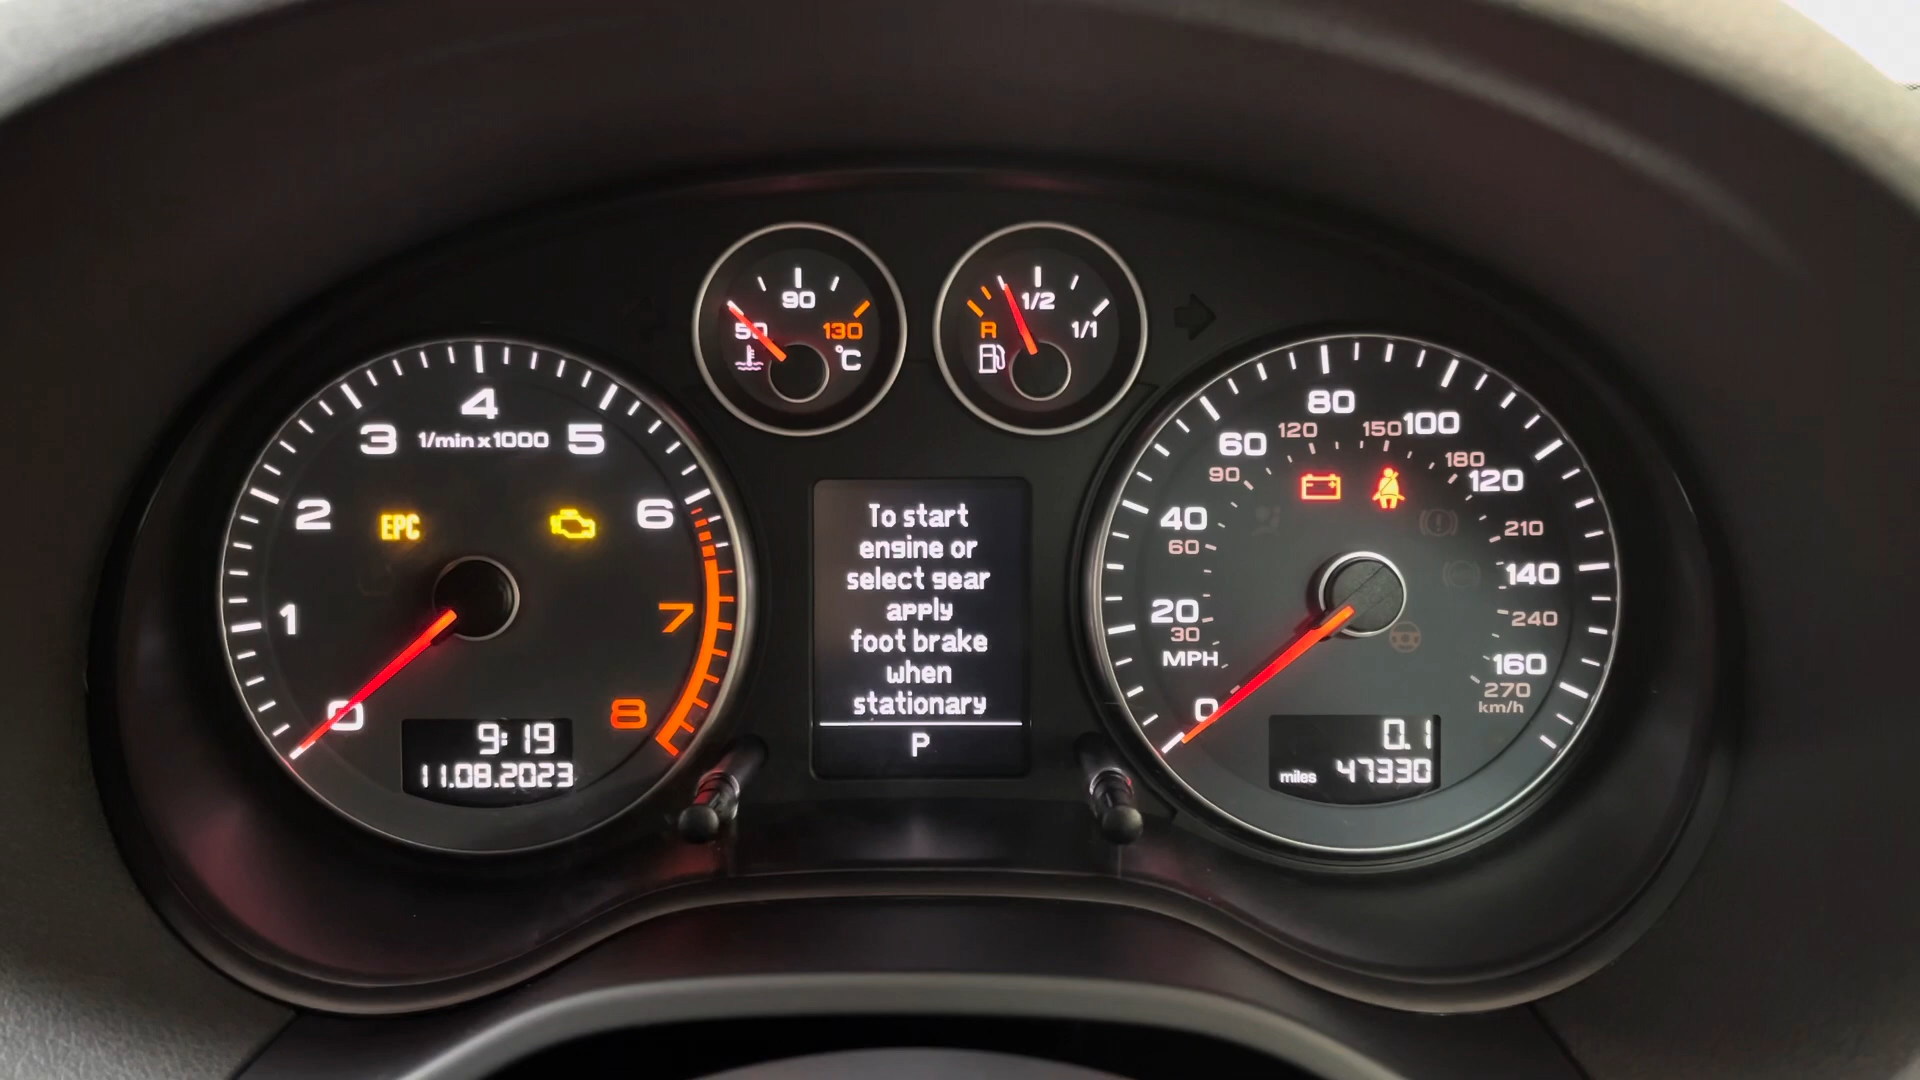 50
90
130
°C
R
1/2
1/1
0
1
2
3
4
5
6
7
8
1/min x 1000
EPC
9:19
11.08.2023
To start
engine or
select gear
apply
foot brake
when
stationary
P
0
20
40
60
80
100
120
140
160
MPH
30
60
90
120
150
180
210
240
270
km/h
0.1
miles 47330